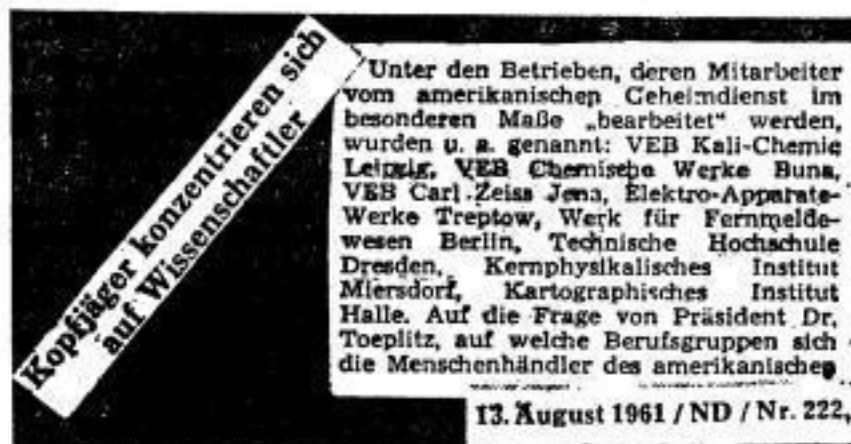 Kopfjäger konzentrieren sich
auf Wissenschaftler
Unter den Betrieben, deren Mitarbeiter
vom amerikanischen Geheimdienst im
besonderen Maße „bearbeitet“ werden,
wurden u. a. genannt: VEB Kali-Chemie
Leipzig, VEB Chemische Werke Buna,
VEB Carl Zeiss Jena, Elektro-Apparate-
Werke Treptow, Werk für Fernmelde-
wesen Berlin, Technische Hochschule
Dresden, Kernphysikalisches Institut
Miersdorf, Kartographisches Institut
Halle. Auf die Frage von Präsident Dr.
Toeplitz, auf welche Berufsgruppen sich
die Menschenhändler des amerikanischen
13. August 1961 / ND / Nr. 222,